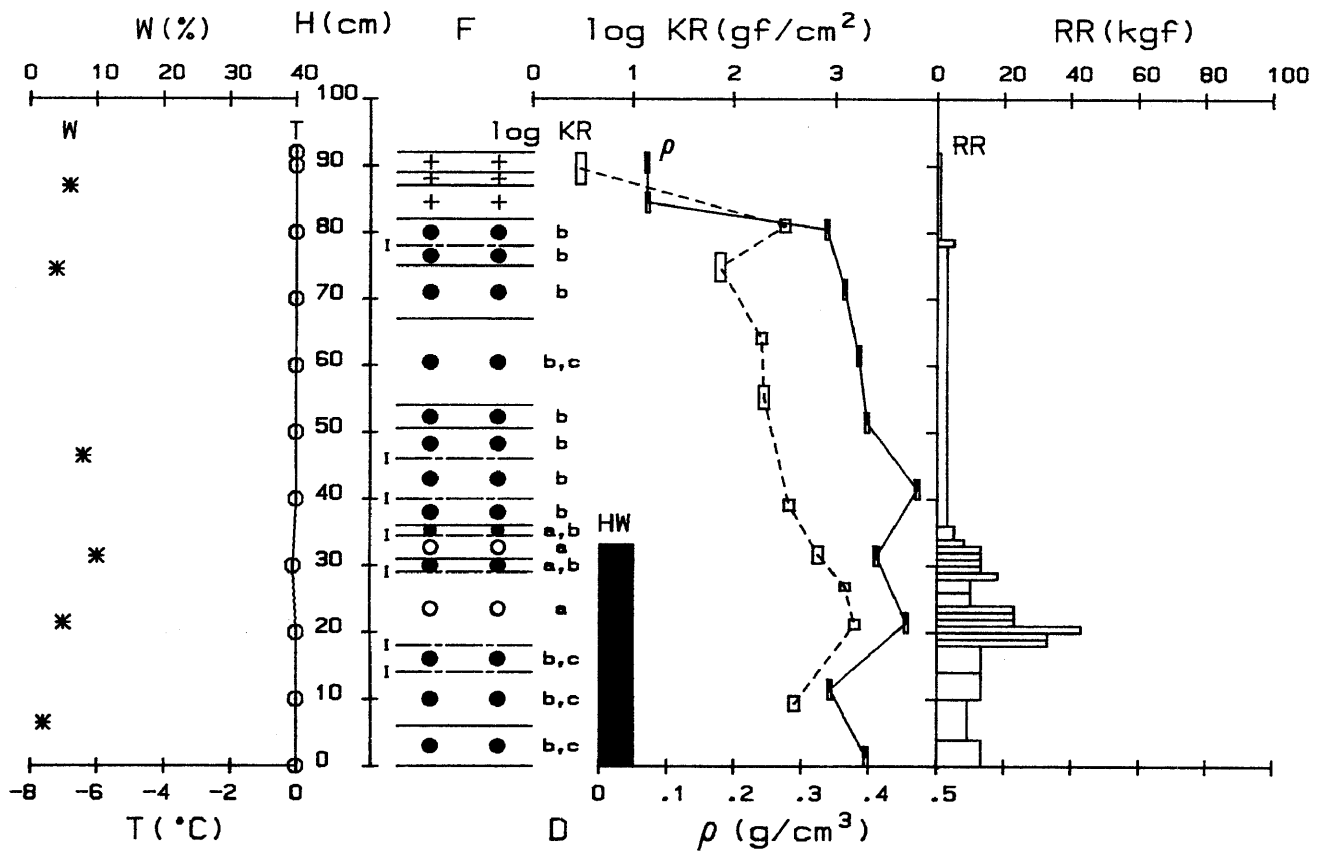 W(%) H(cm) F log KR(gf/cm²) RR(kgf)
0 10 20 30 40 0 1 2 3 0 20 40 60 80 100
100
W T log KR ρ RR
90
80 b
I
b
70 b
60 b,c
50 b
b
I
40 b
I
b
HW
a,b
I
a
30 a,b
I
a
20
I
b,c
I
10 b,c
b,c
0
-8 -6 -4 -2 0 0 .1 .2 .3 .4 .5
T(°C) D ρ (g/cm³)